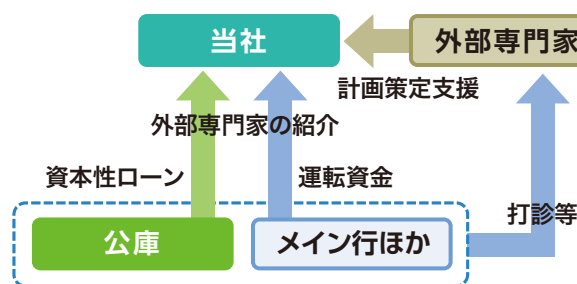 当社
外部専門家
計画策定支援
外部専門家の紹介
資本性ローン
運転資金
打診等
公庫
メイン行ほか